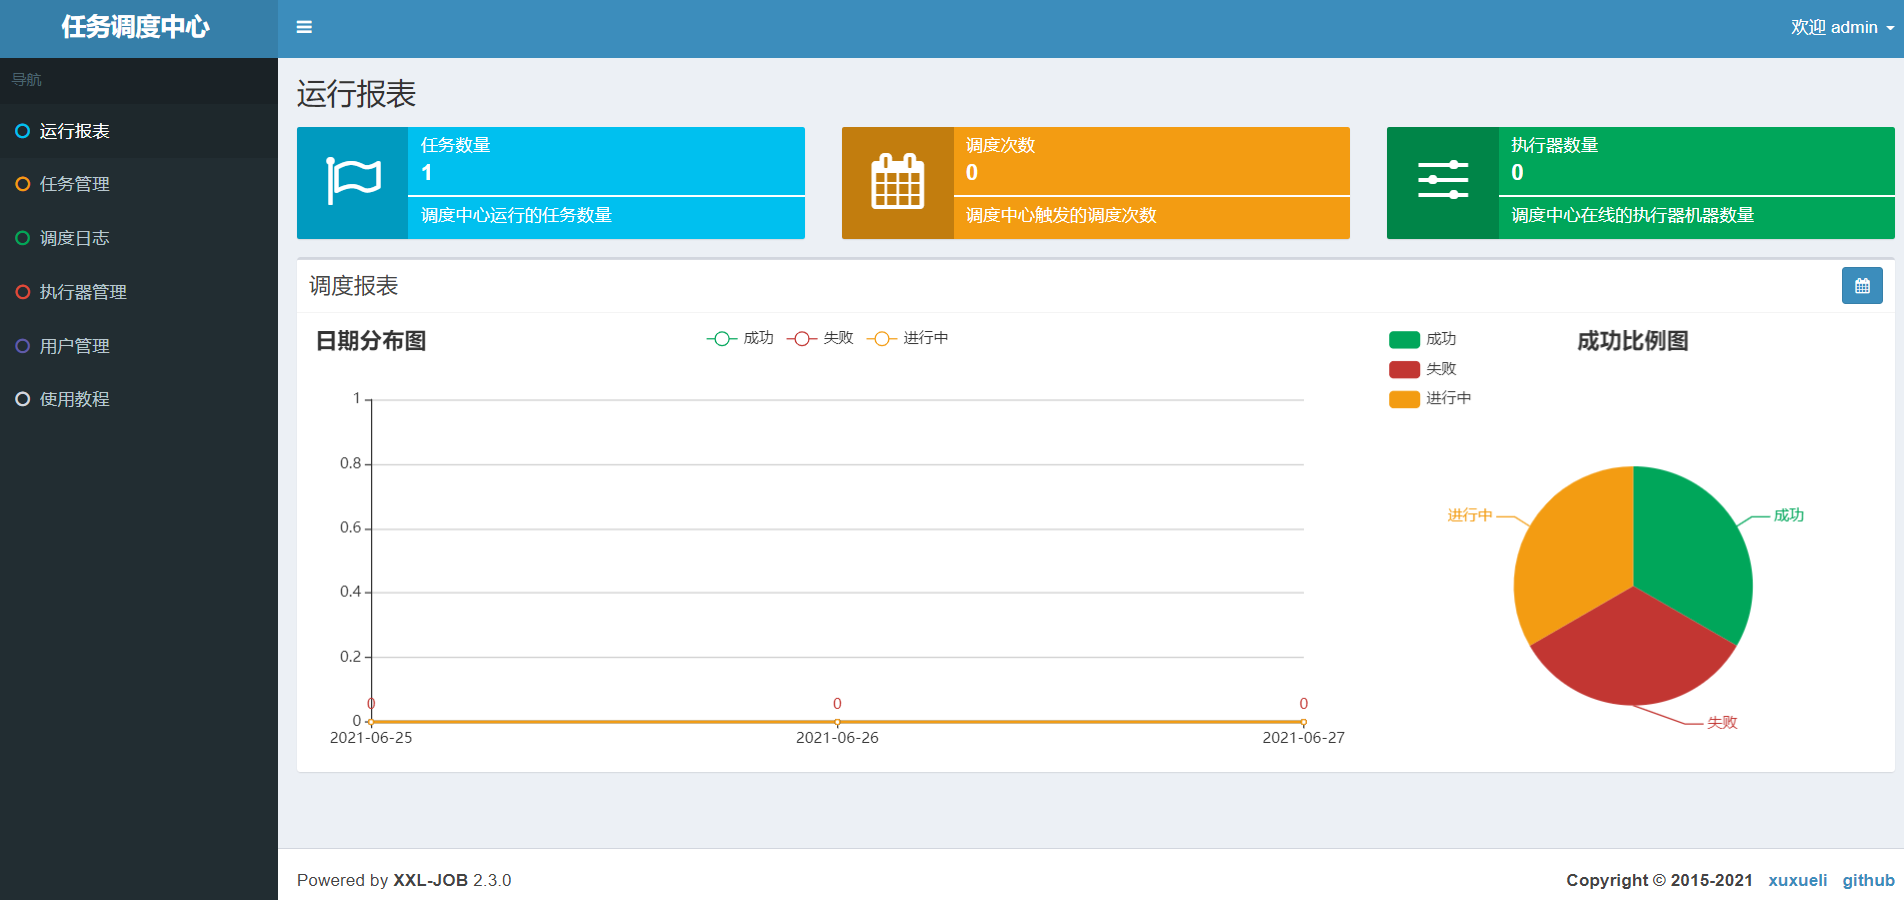 任务调度中心
欢迎 admin
导航
运行报表
任务管理
调度日志
执行器管理
用户管理
使用教程
运行报表
任务数量
1
调度中心运行的任务数量
调度次数
0
调度中心触发的调度次数
执行器数量
0
调度中心在线的执行器机器数量
调度报表
日期分布图
成功 失败 进行中
1
0.8
0.6
0.4
0.2
0
0 0 0
2021-06-25 2021-06-26 2021-06-27
成功
失败
进行中
成功比例图
进行中
成功
失败
Powered by XXL-JOB 2.3.0
Copyright © 2015-2021 xuxueli github